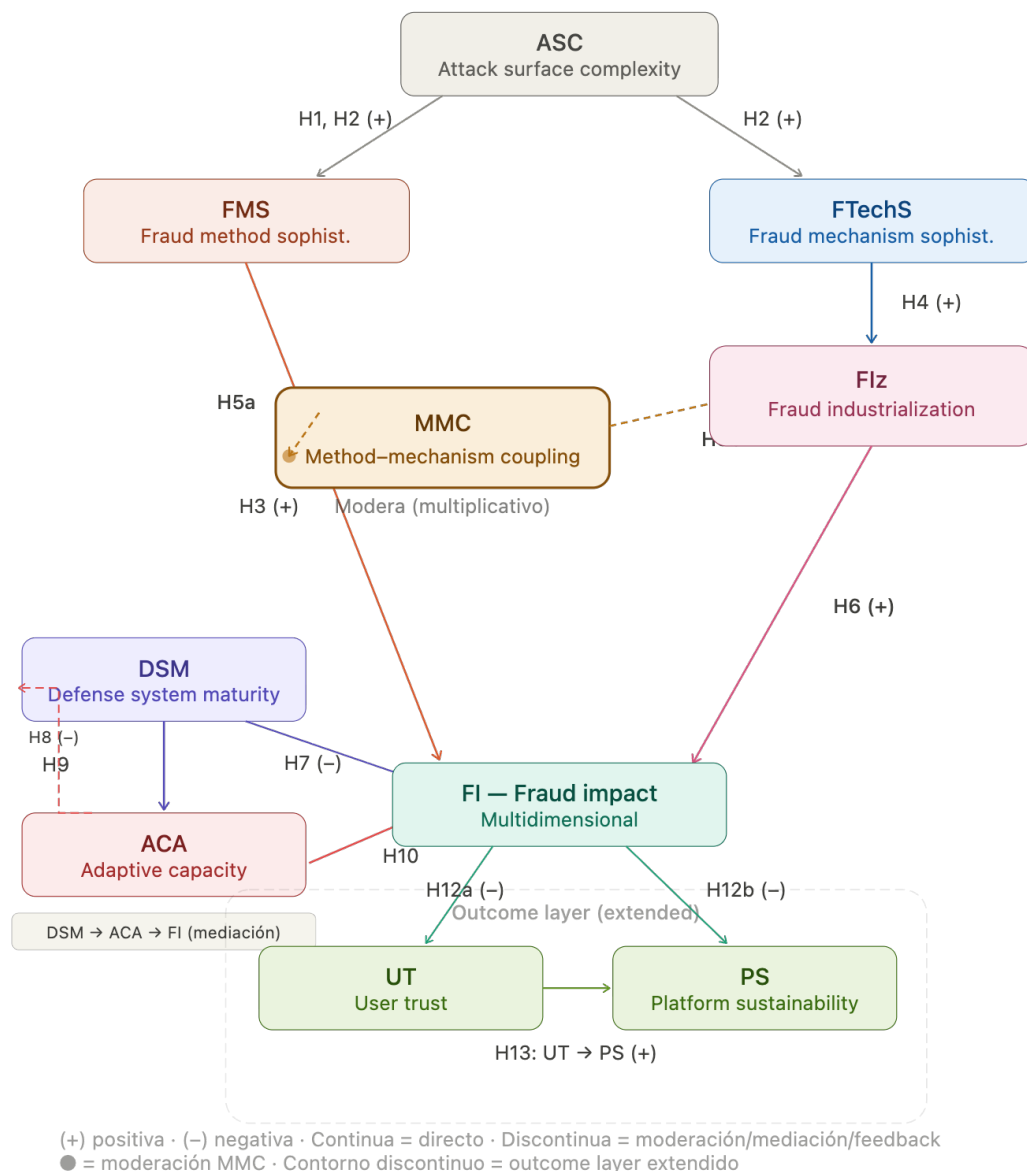 ASC
Attack surface complexity
H1, H2 (+)
H2 (+)
FMS
Fraud method sophist.
FTechS
Fraud mechanism sophist.
H4 (+)
FIz
Fraud industrialization
H5a
MMC
Method–mechanism coupling
H
H3 (+)
Modera (multiplicativo)
H6 (+)
DSM
Defense system maturity
H8 (–)
H9
H7 (–)
FI — Fraud impact
Multidimensional
ACA
Adaptive capacity
H10
H12a (–)
H12b (–)
Outcome layer (extended)
DSM → ACA → FI (mediación)
UT
User trust
PS
Platform sustainability
H13: UT → PS (+)
(+) positiva · (–) negativa · Continua = directo · Discontinua = moderación/mediación/feedback
● = moderación MMC · Contorno discontinuo = outcome layer extendido